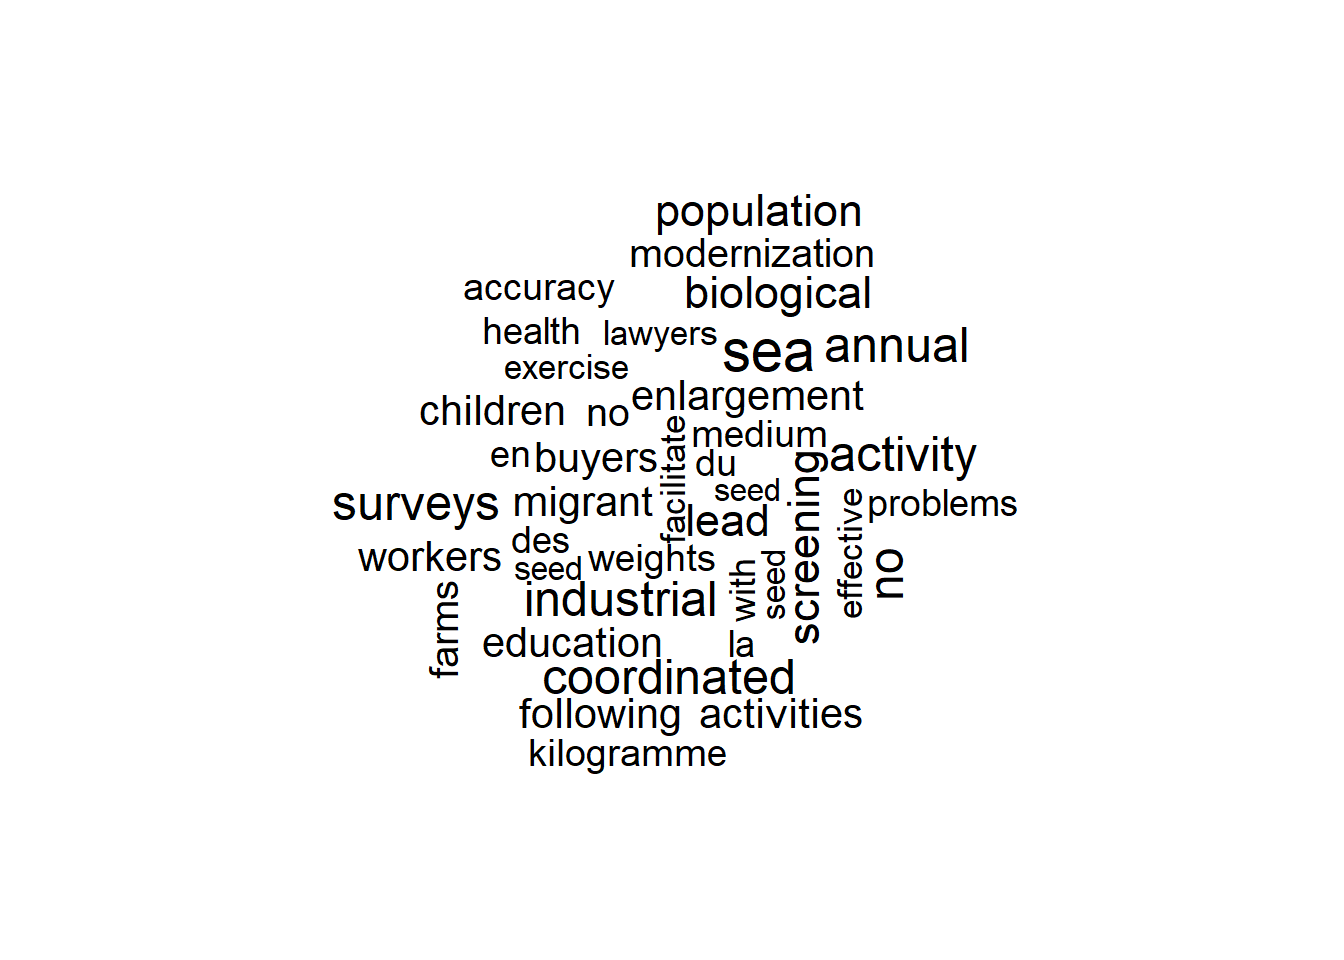 population
modernization
accuracy biological
health lawyers sea annual
exercise
enlargement
children no
facilitate medium
en buyers du screening activity
seed
surveys migrant lead effective problems
des
workers seed weights with seed no
industrial
farms education la
coordinated
following activities
kilogramme